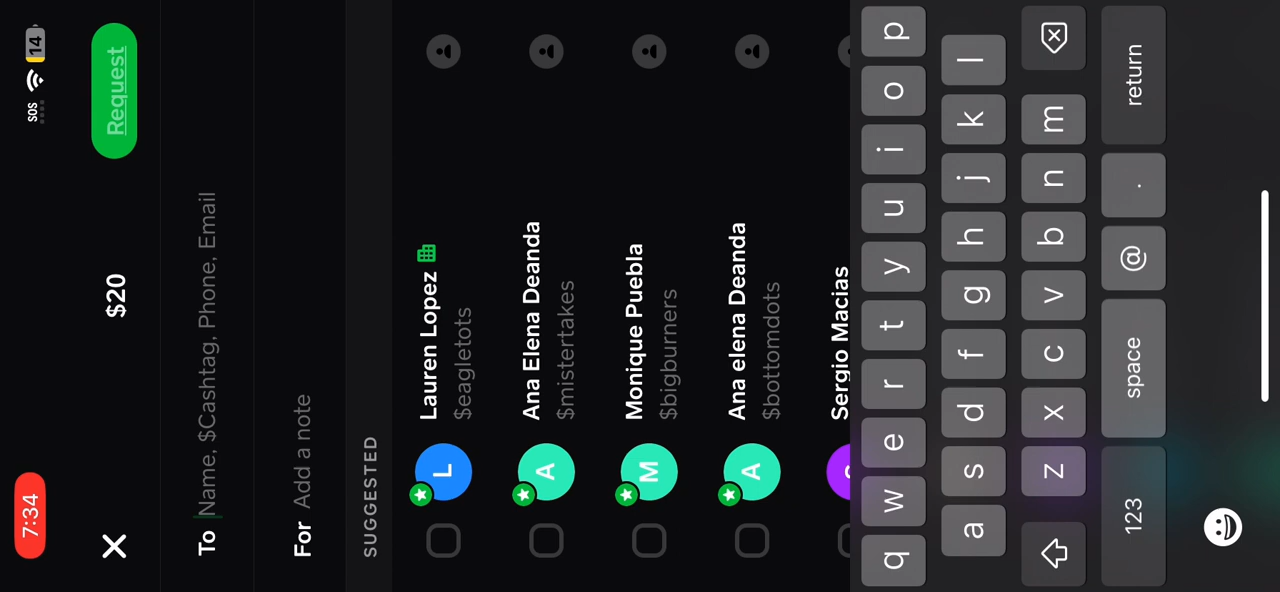 7:34
SOS
14
$20
Request
To Name, $Cashtag, Phone, Email
For Add a note
SUGGESTED
L
Lauren Lopez
$eagletots
A
Ana Elena Deanda
$mistertakes
M
Monique Puebla
$bigburners
A
Ana elena Deanda
$bottomdots
Sergio Macias
q w e r t y u i o p
a s d f g h j k l
z x c v b n m
123 space @ . return